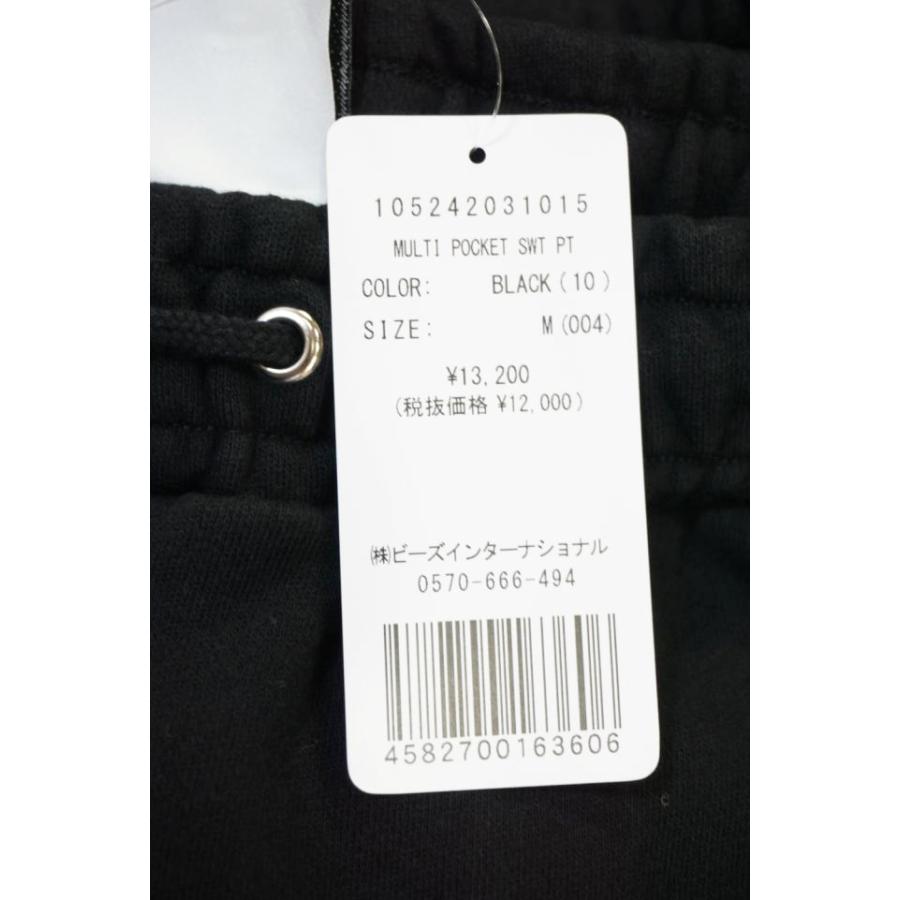 105242031015
MULTI POCKET SWT PT
COLOR: BLACK(10)
SIZE: M(004)
¥13,200
(税抜価格 ¥12,000)
㈱ビーズインターナショナル
0570-666-494
4582700163606